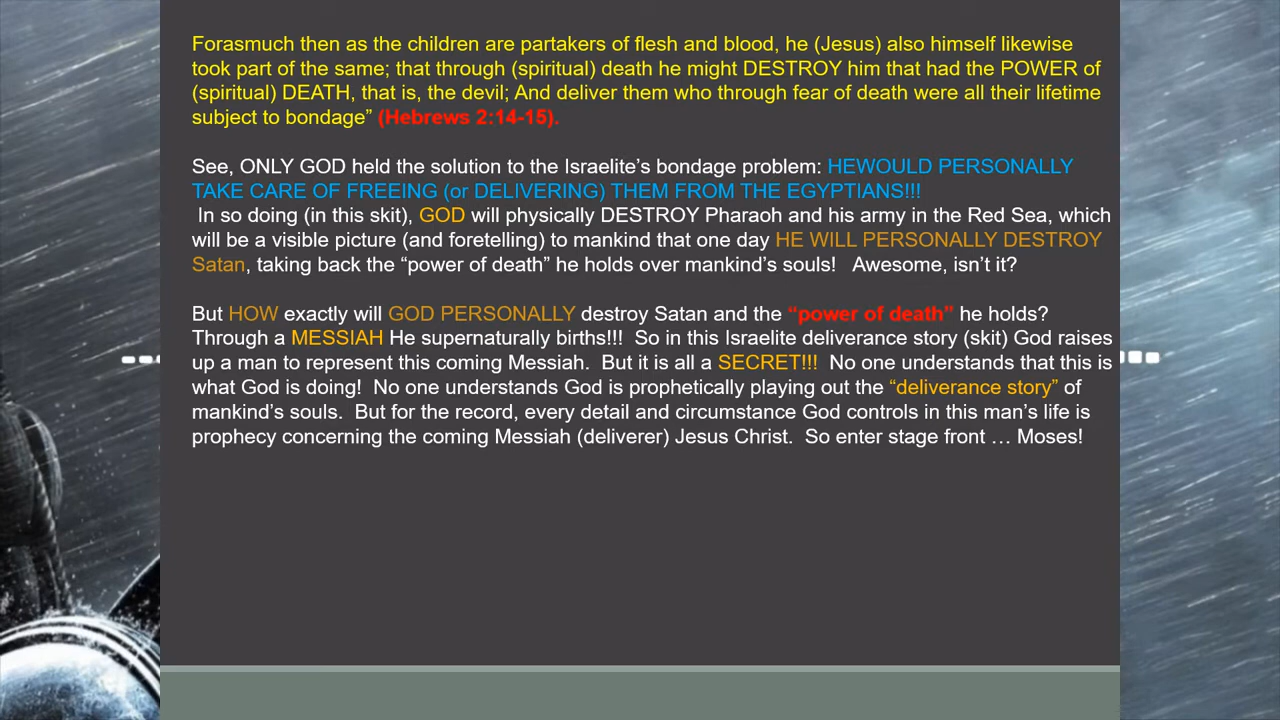 Forasmuch then as the children are partakers of flesh and blood, he (Jesus) also himself likewise
took part of the same; that through (spiritual) death he might DESTROY him that had the POWER of
(spiritual) DEATH, that is, the devil; And deliver them who through fear of death were all their lifetime
subject to bondage” (Hebrews 2:14-15).
See, ONLY GOD held the solution to the Israelite’s bondage problem: HEWOULD PERSONALLY
TAKE CARE OF FREEING (or DELIVERING) THEM FROM THE EGYPTIANS!!!
In so doing (in this skit), GOD will physically DESTROY Pharaoh and his army in the Red Sea, which
will be a visible picture (and foretelling) to mankind that one day HE WILL PERSONALLY DESTROY
Satan, taking back the “power of death” he holds over mankind’s souls! Awesome, isn’t it?
But HOW exactly will GOD PERSONALLY destroy Satan and the “power of death” he holds?
Through a MESSIAH He supernaturally births!!! So in this Israelite deliverance story (skit) God raises
up a man to represent this coming Messiah. But it is all a SECRET!!! No one understands that this is
what God is doing! No one understands God is prophetically playing out the “deliverance story” of
mankind’s souls. But for the record, every detail and circumstance God controls in this man’s life is
prophecy concerning the coming Messiah (deliverer) Jesus Christ. So enter stage front … Moses!